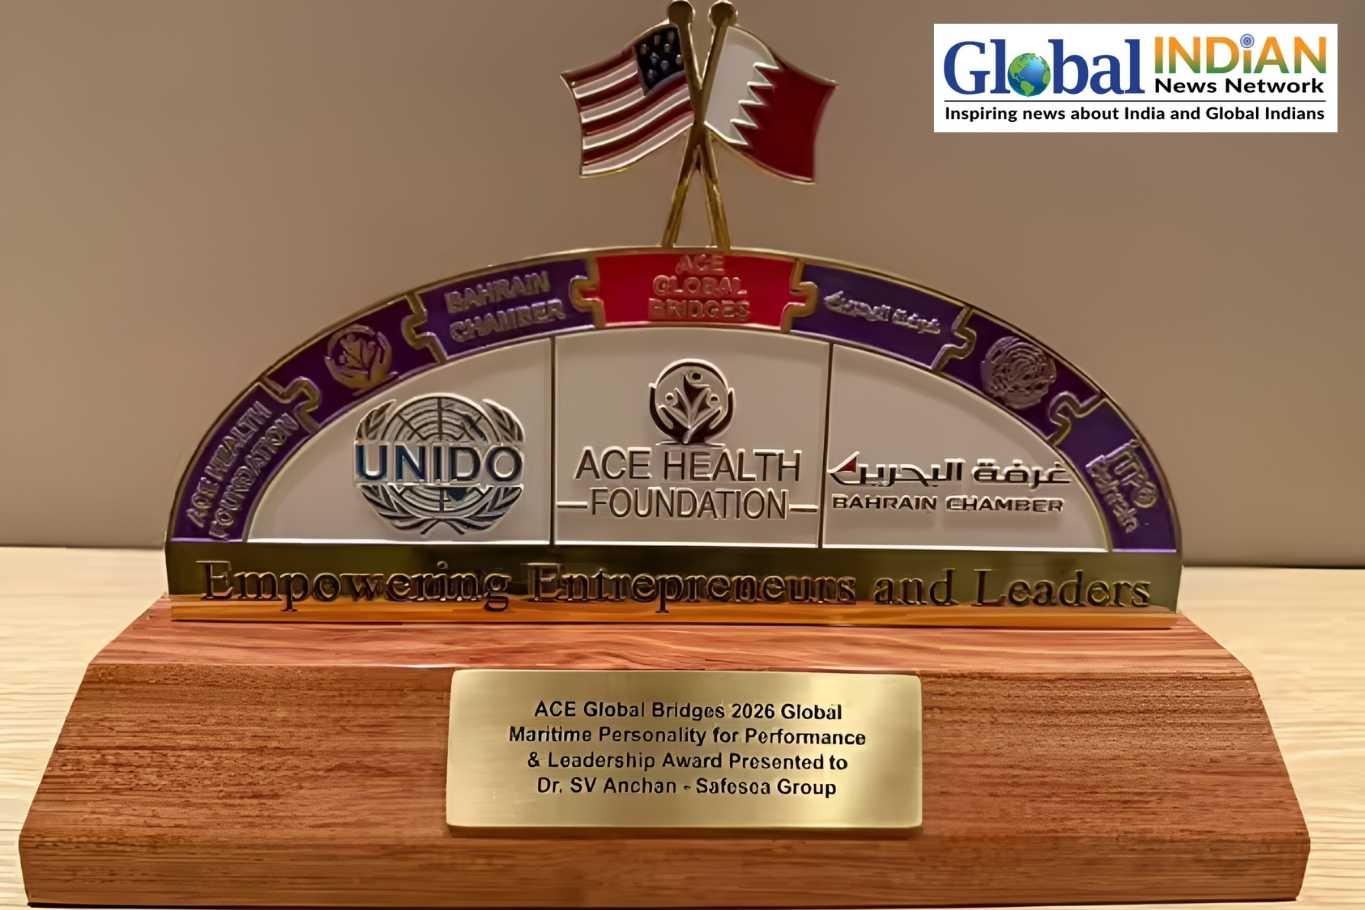 Global INDIAN
News Network
Inspiring news about India and Global Indians
ACE
GLOBAL
BRIDGES
BAHRAIN
CHAMBER
غرفة البحرين
ACE HEALTH
FOUNDATION
ITPO
Bahrain
UNIDO
ACE HEALTH
FOUNDATION
غرفة البحرين
BAHRAIN CHAMBER
Empowering Entrepreneurs and Leaders
ACE Global Bridges 2026 Global
Maritime Personality for Performance
& Leadership Award Presented to
Dr. SV Anchan - Safesea Group